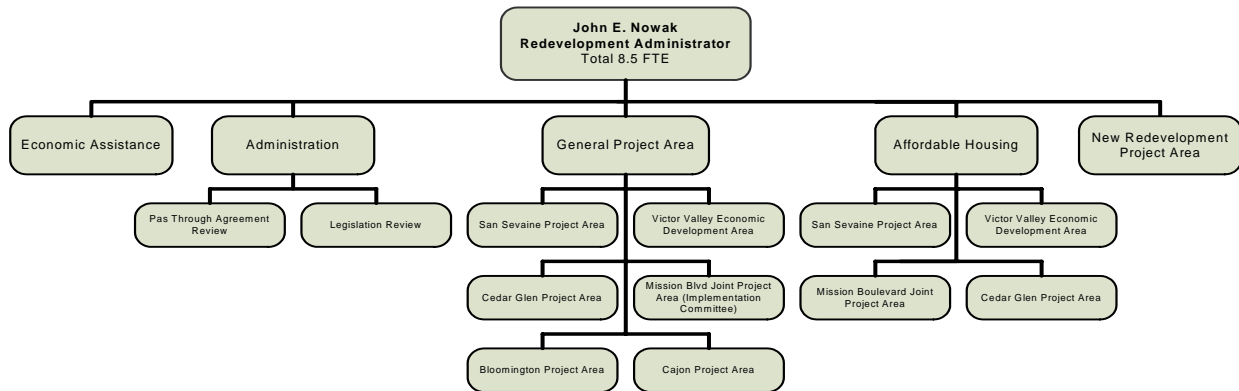 John E. Nowak
Redevelopment Administrator
Total 8.5 FTE
Economic Assistance
Administration
General Project Area
Affordable Housing
New Redevelopment
Project Area
Pas Through Agreement
Review
Legislation Review
San Sevaine Project Area
Victor Valley Economic
Development Area
San Sevaine Project Area
Victor Valley Economic
Development Area
Cedar Glen Project Area
Mission Blvd Joint Project
Area (Implementation
Committee)
Mission Boulevard Joint
Project Area
Cedar Glen Project Area
Bloomington Project Area
Cajon Project Area